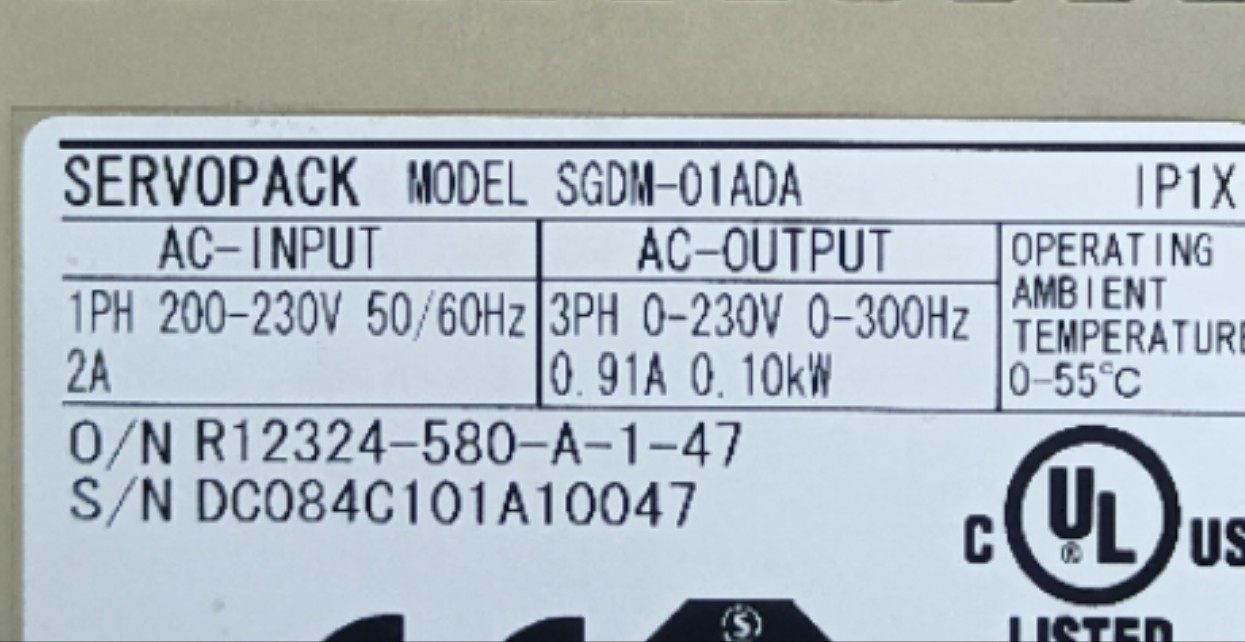 SERVOPACK MODEL SGDM-01ADA IP1X
AC-INPUT AC-OUTPUT
1PH 200-230V 50/60Hz
2A
3PH 0-230V 0-300Hz
0.91A 0.10kW
OPERATING
AMBIENT
TEMPERATURE
0-55°C
O/N R12324-580-A-1-47
S/N DC084C101A10047
C UL® US
LISTED